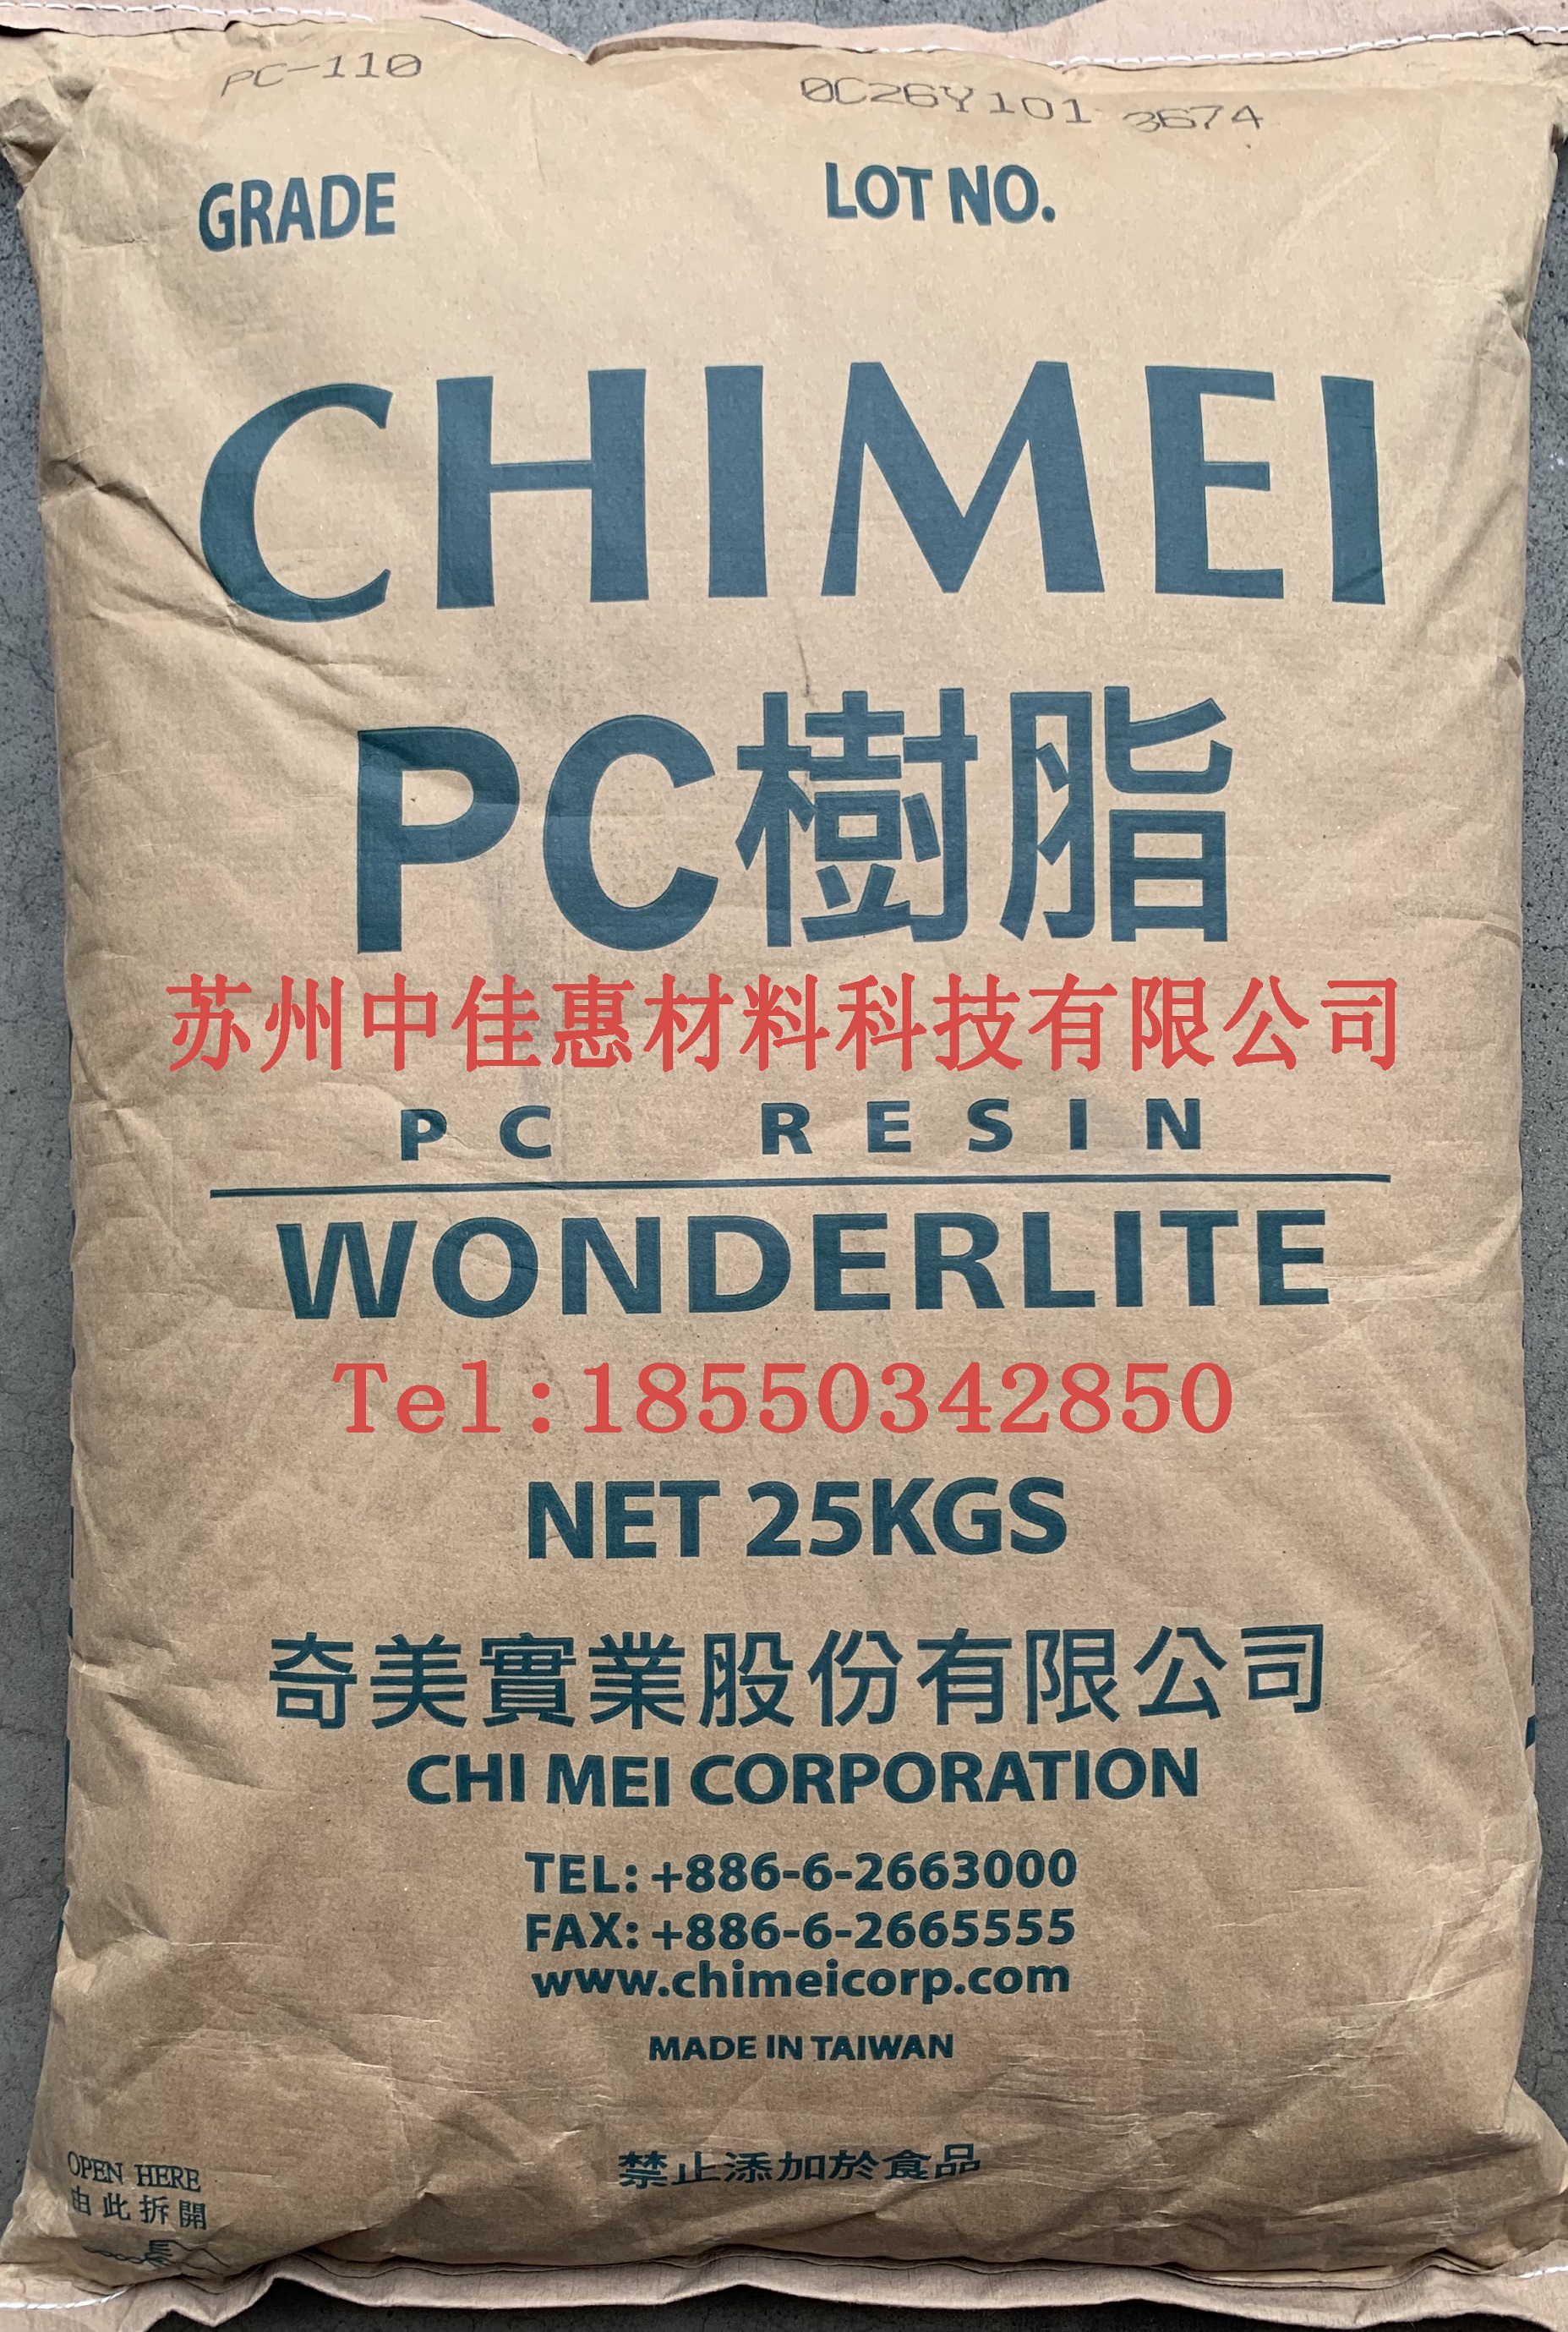 PC-110
0C26Y101 3674
GRADE
LOT NO.
CHIMEI
PC樹脂
苏州中佳惠材料科技有限公司
PC RESIN
WONDERLITE
Tel:18550342850
NET 25KGS
奇美實業股份有限公司
CHI MEI CORPORATION
TEL: +886-6-2663000
FAX: +886-6-2665555
www.chimeicorp.com
MADE IN TAIWAN
禁止添加於食品
OPEN HERE
由此拆開